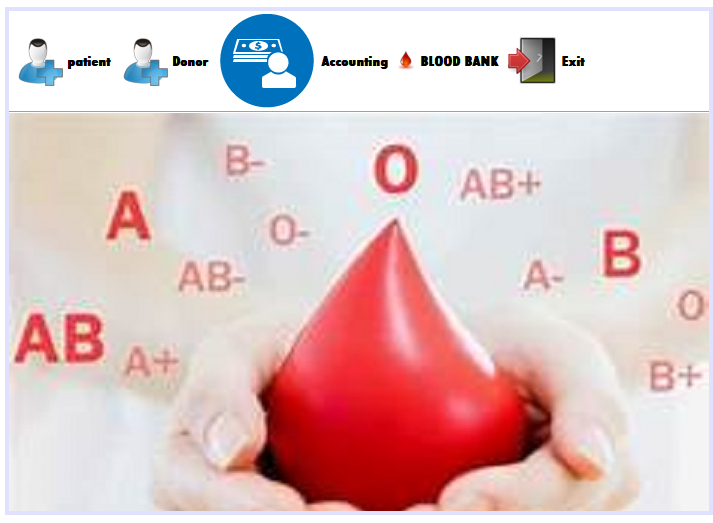 patient Donor Accounting BLOOD BANK Exit
B- O AB+
A O- B
AB- A- O
AB A+ B+